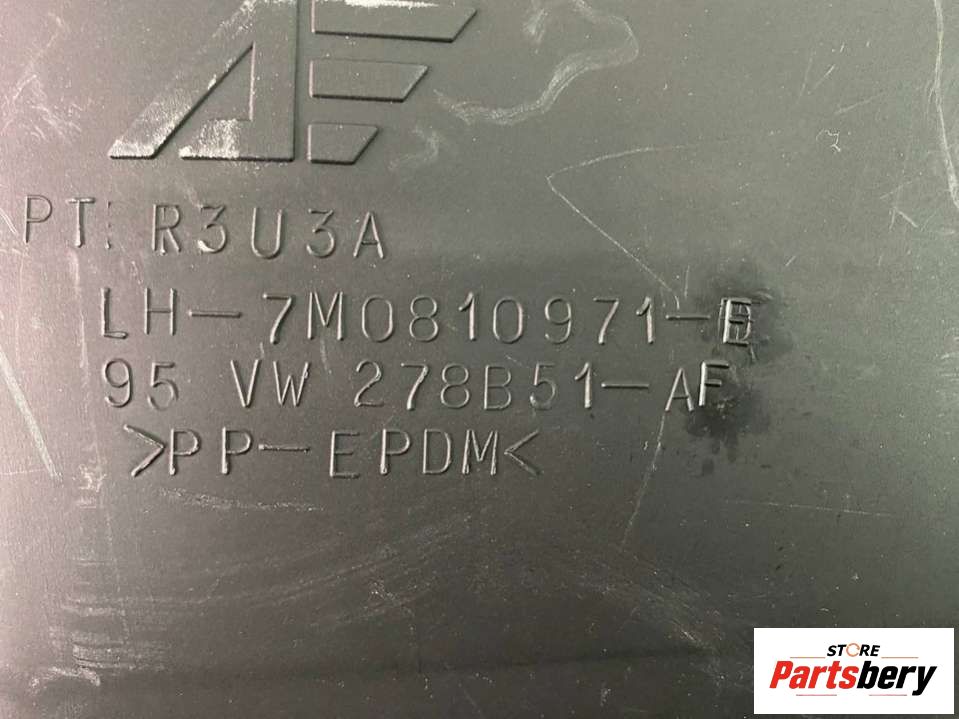 PT: R3U3A
LH-7M0810971-E
95 VW 278B51-AF
>PP-EPDM<
STORE
Partsbery